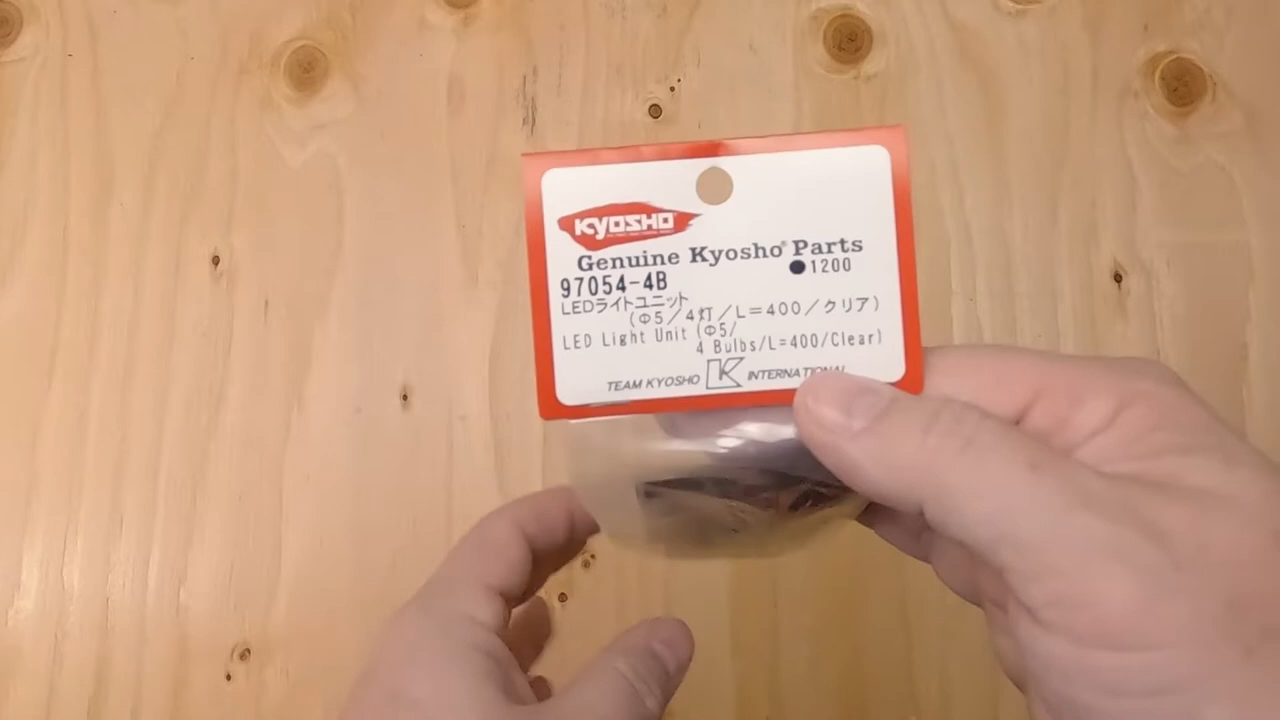 KYOSHO
Genuine Kyosho® Parts
97054-4B ●1200
LEDライトユニット
(Φ5/4灯/L=400/クリア)
LED Light Unit (Φ5/
4 Bulbs/L=400/Clear)
TEAM KYOSHO K INTERNATIONAL